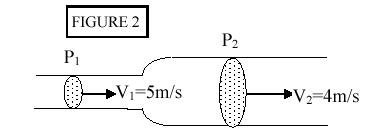 FIGURE 2
P₁
P₂
V₁=5m/s
V₂=4m/s